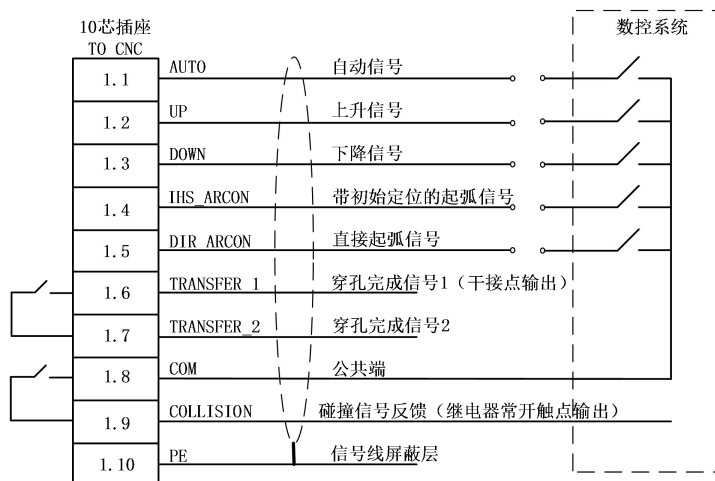 10芯插座
TO CNC
数控系统
1.1 AUTO 自动信号
1.2 UP 上升信号
1.3 DOWN 下降信号
1.4 IHS_ARCON 带初始定位的起弧信号
1.5 DIR_ARCON 直接起弧信号
1.6 TRANSFER_1 穿孔完成信号1（干接点输出）
1.7 TRANSFER_2 穿孔完成信号2
1.8 COM 公共端
1.9 COLLISION 碰撞信号反馈（继电器常开触点输出）
1.10 PE 信号线屏蔽层